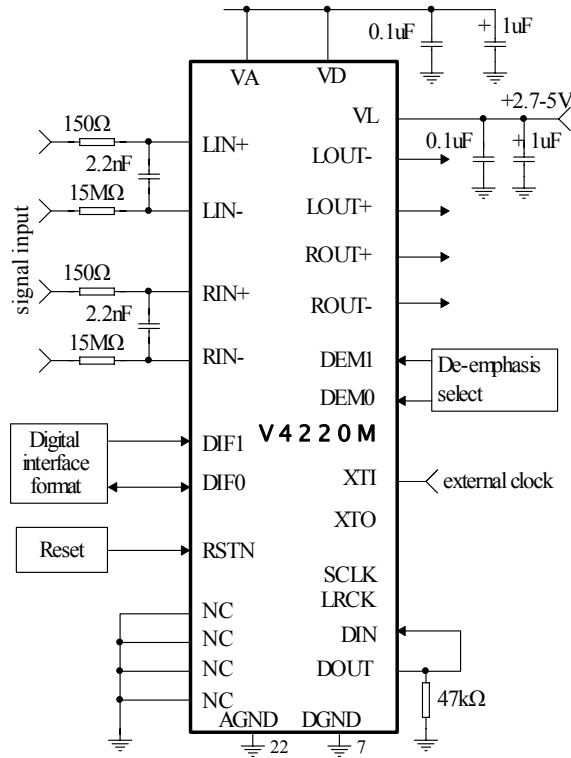 0.1uF
+ 1uF
VA
VD
+2.7-5V
VL
0.1uF
+ 1uF
150Ω
LIN+
2.2nF
LOUT-
15MΩ
LIN-
LOUT+
signal input
150Ω
RIN+
ROUT+
2.2nF
ROUT-
15MΩ
RIN-
DEM1
DEM0
De-emphasis
select
V4220M
Digital
interface
format
DIF1
DIF0
XTI
external clock
XTO
Reset
RSTN
SCLK
LRCK
NC
NC
NC
NC
DIN
DOUT
47kΩ
AGND
DGND
22
7